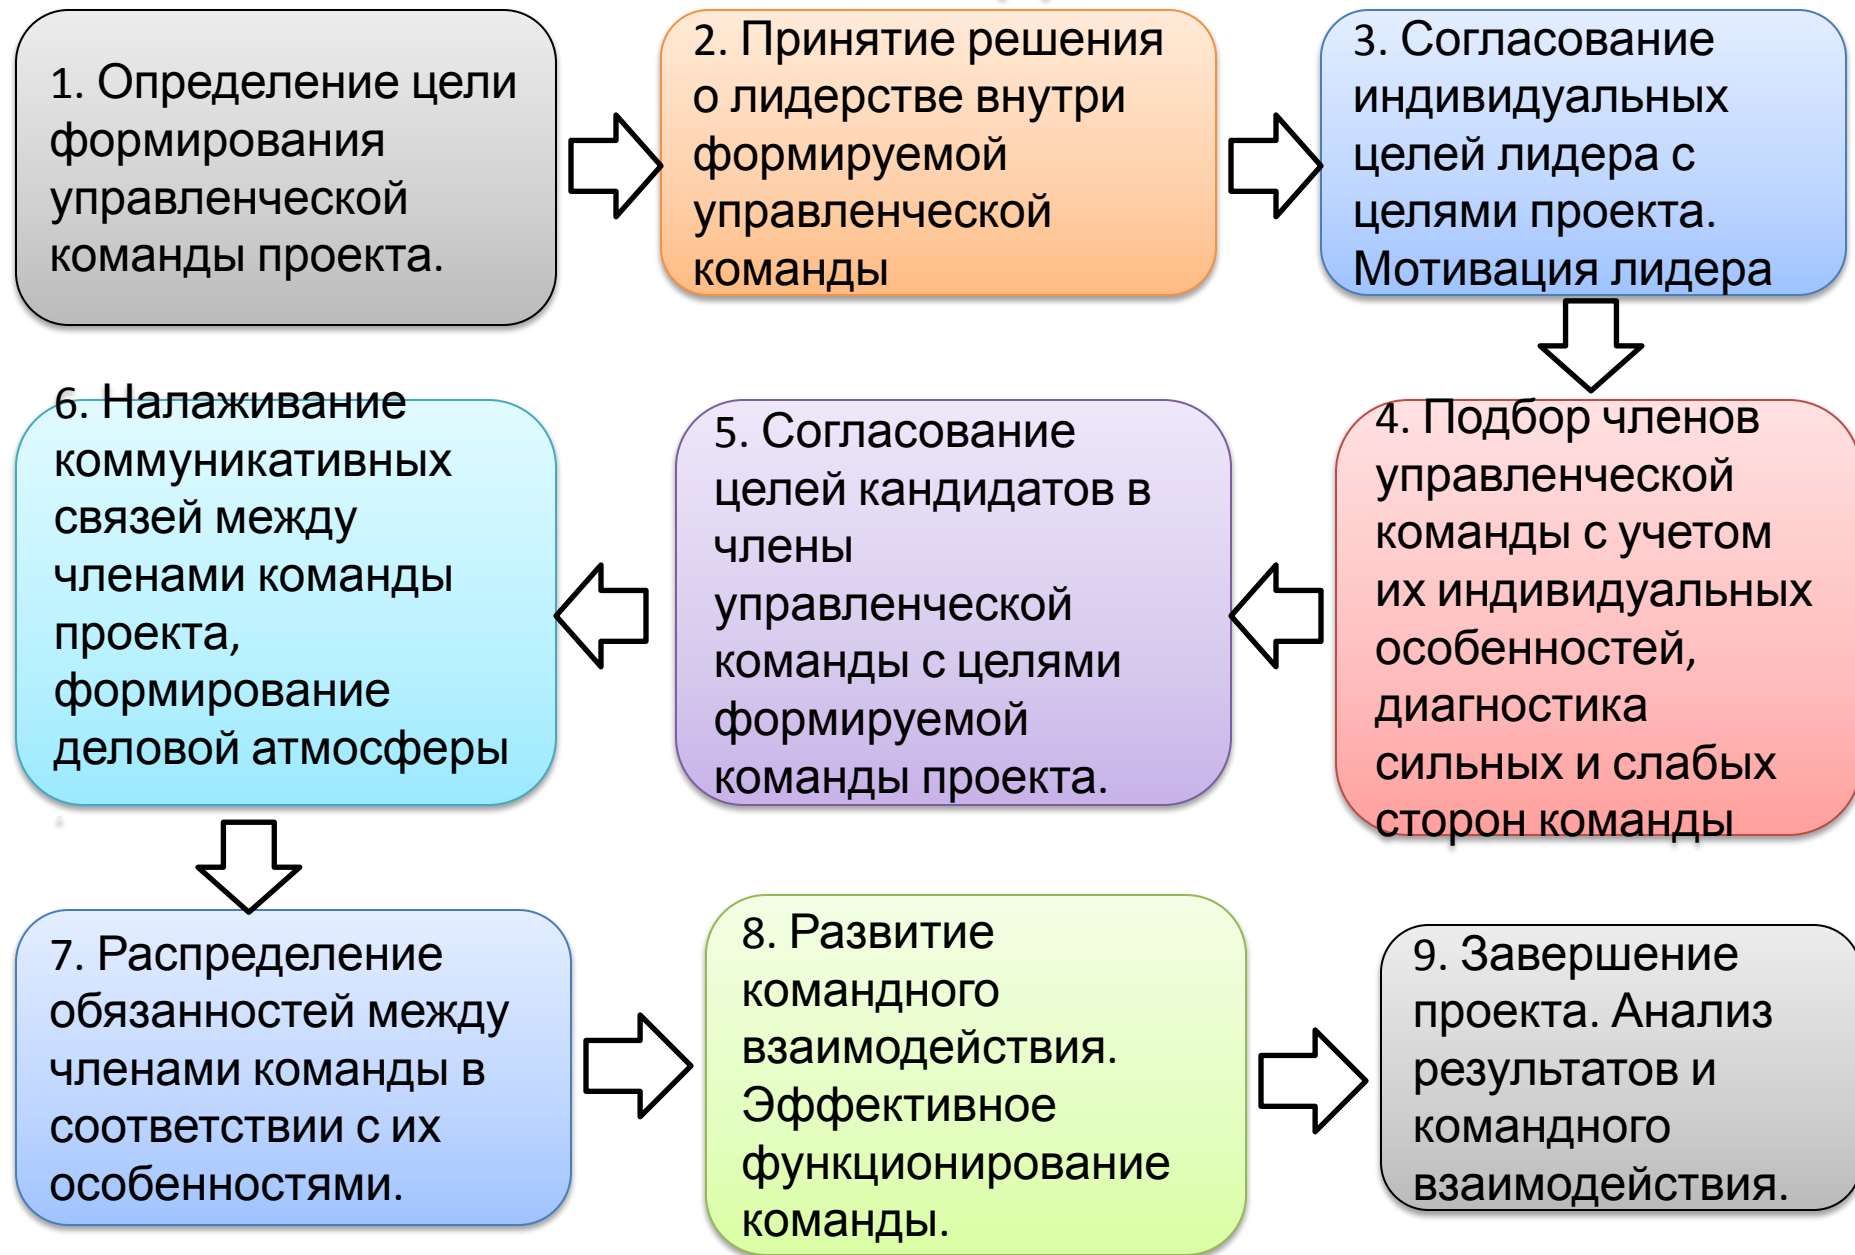 1. Определение цели
формирования
управленческой
команды проекта.
2. Принятие решения
о лидерстве внутри
формируемой
управленческой
команды
3. Согласование
индивидуальных
целей лидера с
целями проекта.
Мотивация лидера
4. Подбор членов
управленческой
команды с учетом
их индивидуальных
особенностей,
диагностика
сильных и слабых
сторон команды
5. Согласование
целей кандидатов в
члены
управленческой
команды с целями
формируемой
команды проекта.
6. Налаживание
коммуникативных
связей между
членами команды
проекта,
формирование
деловой атмосферы
7. Распределение
обязанностей между
членами команды в
соответствии с их
особенностями.
8. Развитие
командного
взаимодействия.
Эффективное
функционирование
команды.
9. Завершение
проекта. Анализ
результатов и
командного
взаимодействия.